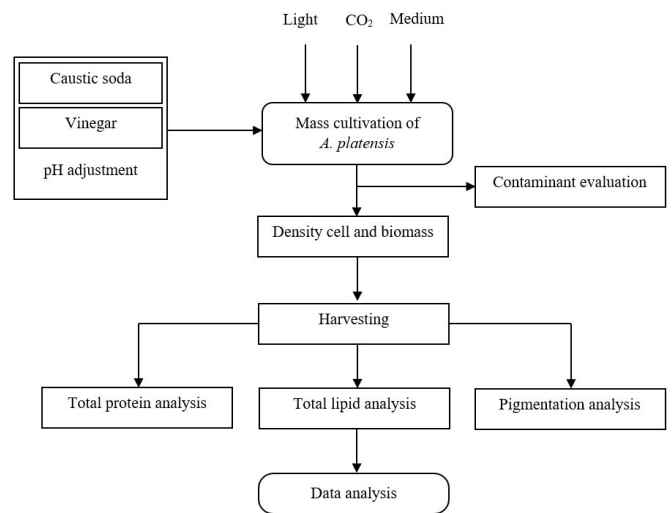 Light CO₂ Medium
Caustic soda
Vinegar
pH adjustment
Mass cultivation of
A. platensis
Contaminant evaluation
Density cell and biomass
Harvesting
Total protein analysis
Total lipid analysis
Pigmentation analysis
Data analysis